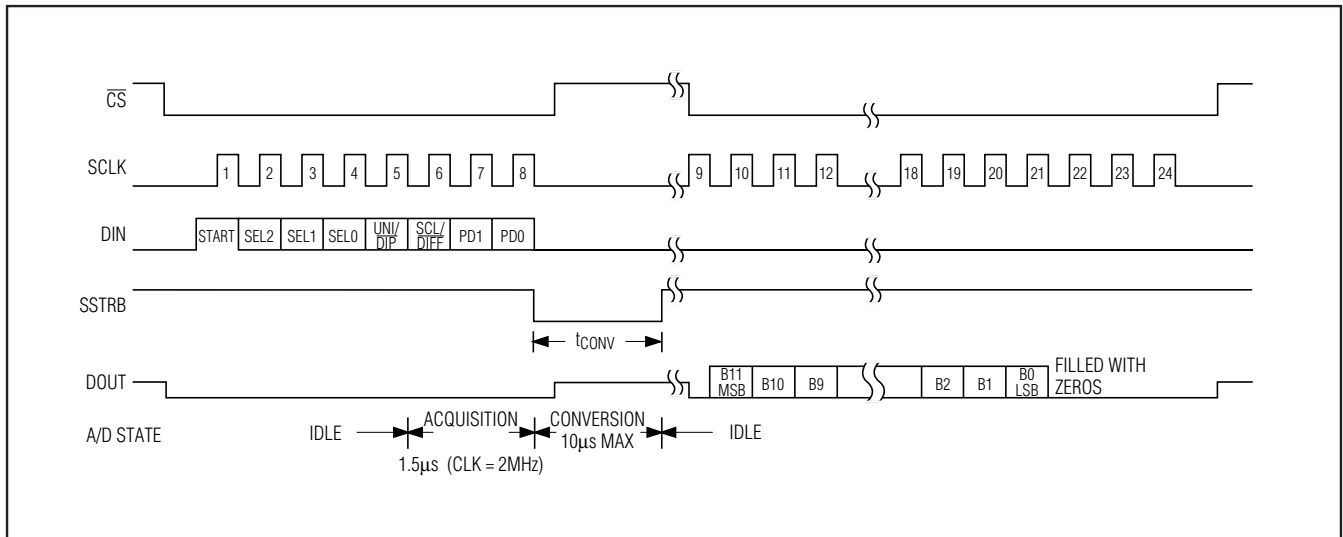 CS
SCLK
1 2 3 4 5 6 7 8 9 10 11 12 18 19 20 21 22 23 24
DIN
START SEL2 SEL1 SEL0 UNI/DIP SCL/DIFF PD1 PD0
SSTRB
tCONV
DOUT
B11 MSB B10 B9 B2 B1 B0 LSB
FILLED WITH
ZEROS
A/D STATE
IDLE
ACQUISITION
1.5µs (CLK = 2MHz)
CONVERSION
10µs MAX
IDLE